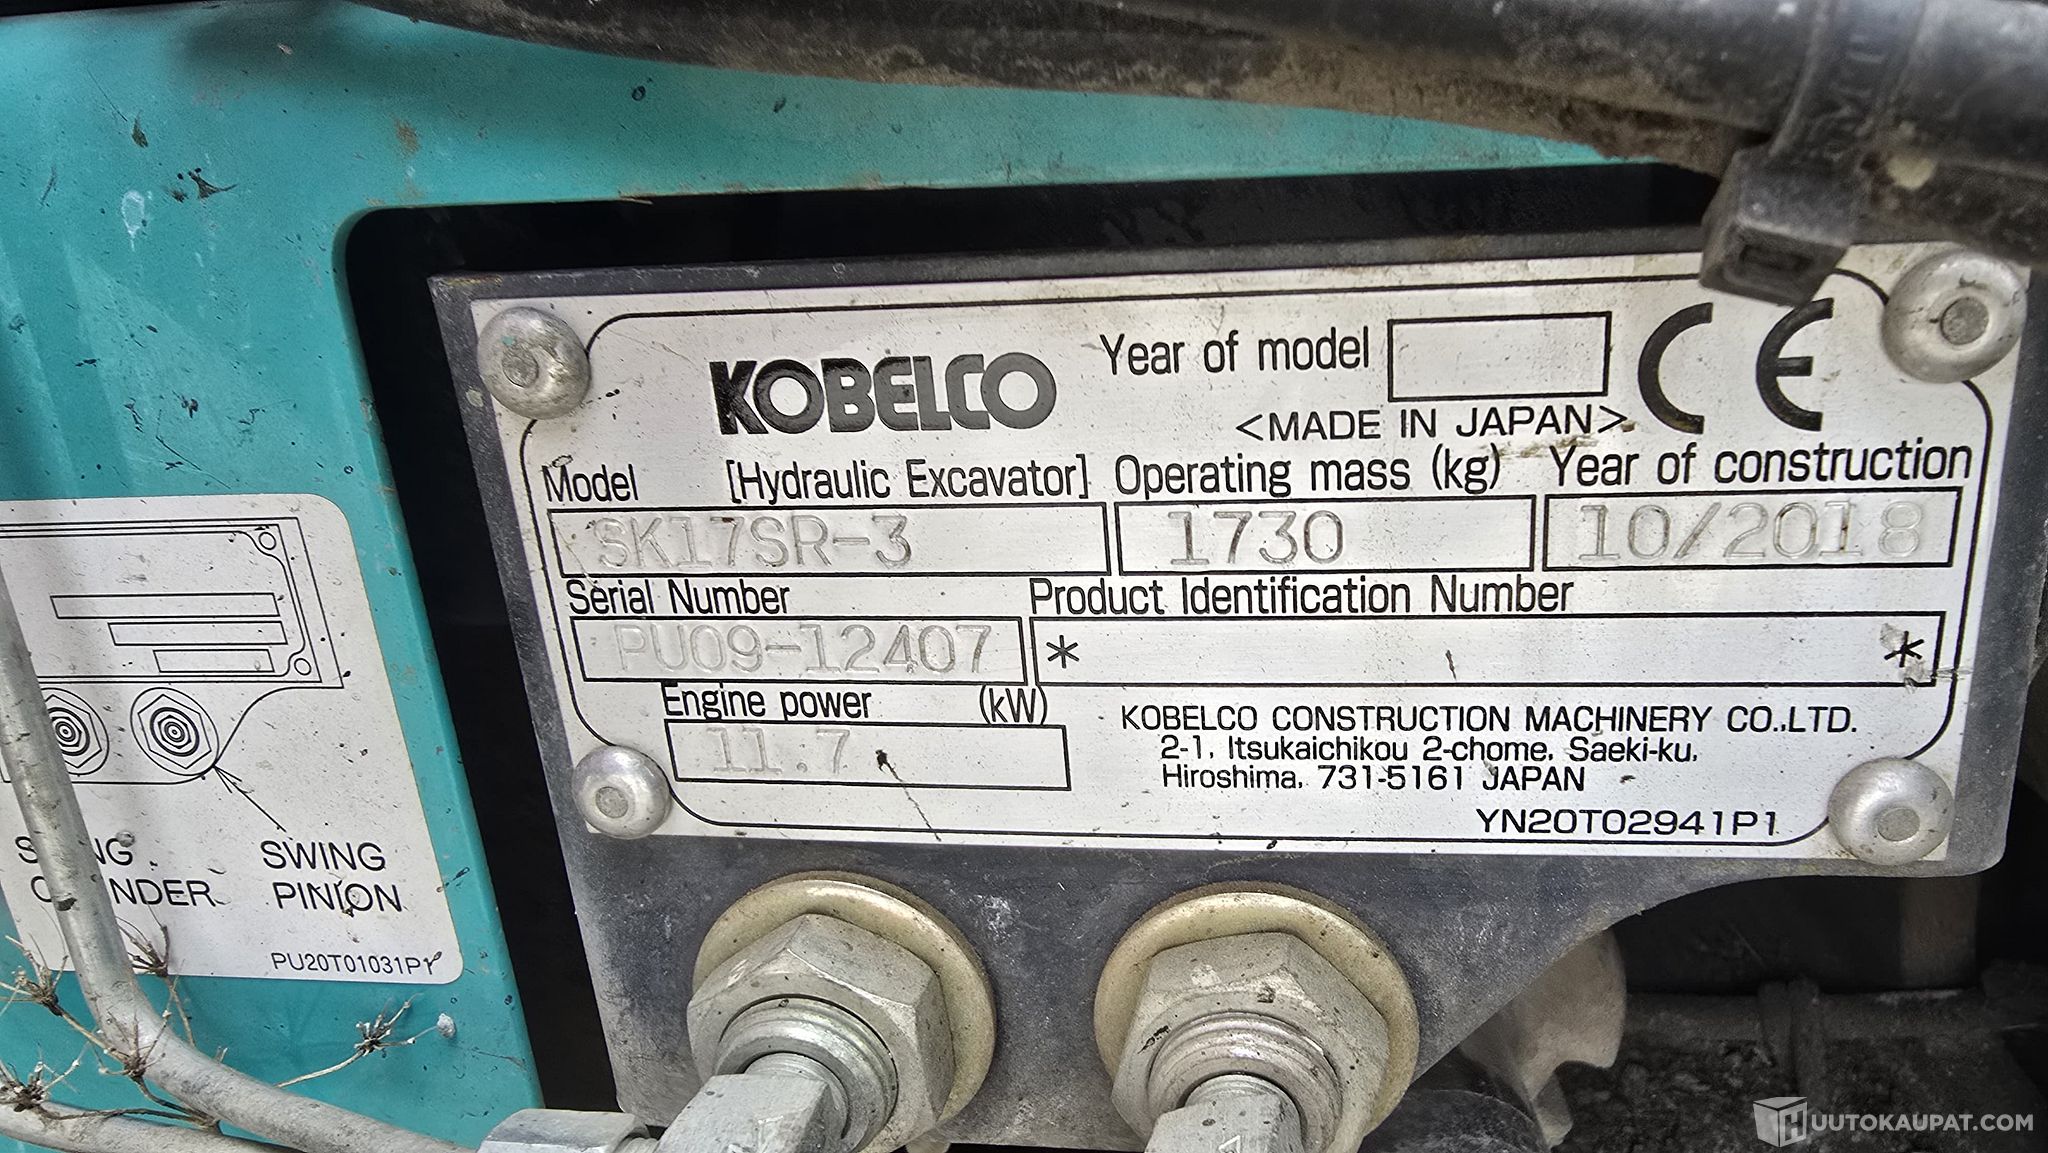 KOBELCO
Year of model
<MADE IN JAPAN>
CE
Model [Hydraulic Excavator] Operating mass (kg) Year of construction
SK17SR-3 1730 10/2018
Serial Number Product Identification Number
PU09-12407 * *
Engine power (kW)
11.7
KOBELCO CONSTRUCTION MACHINERY CO.,LTD.
2-1, Itsukaichikou 2-chome, Saeki-ku,
Hiroshima, 731-5161 JAPAN
YN20T02941P1
SWING
PINION
PU20T01031P1
HUUTOKAUPAT.COM